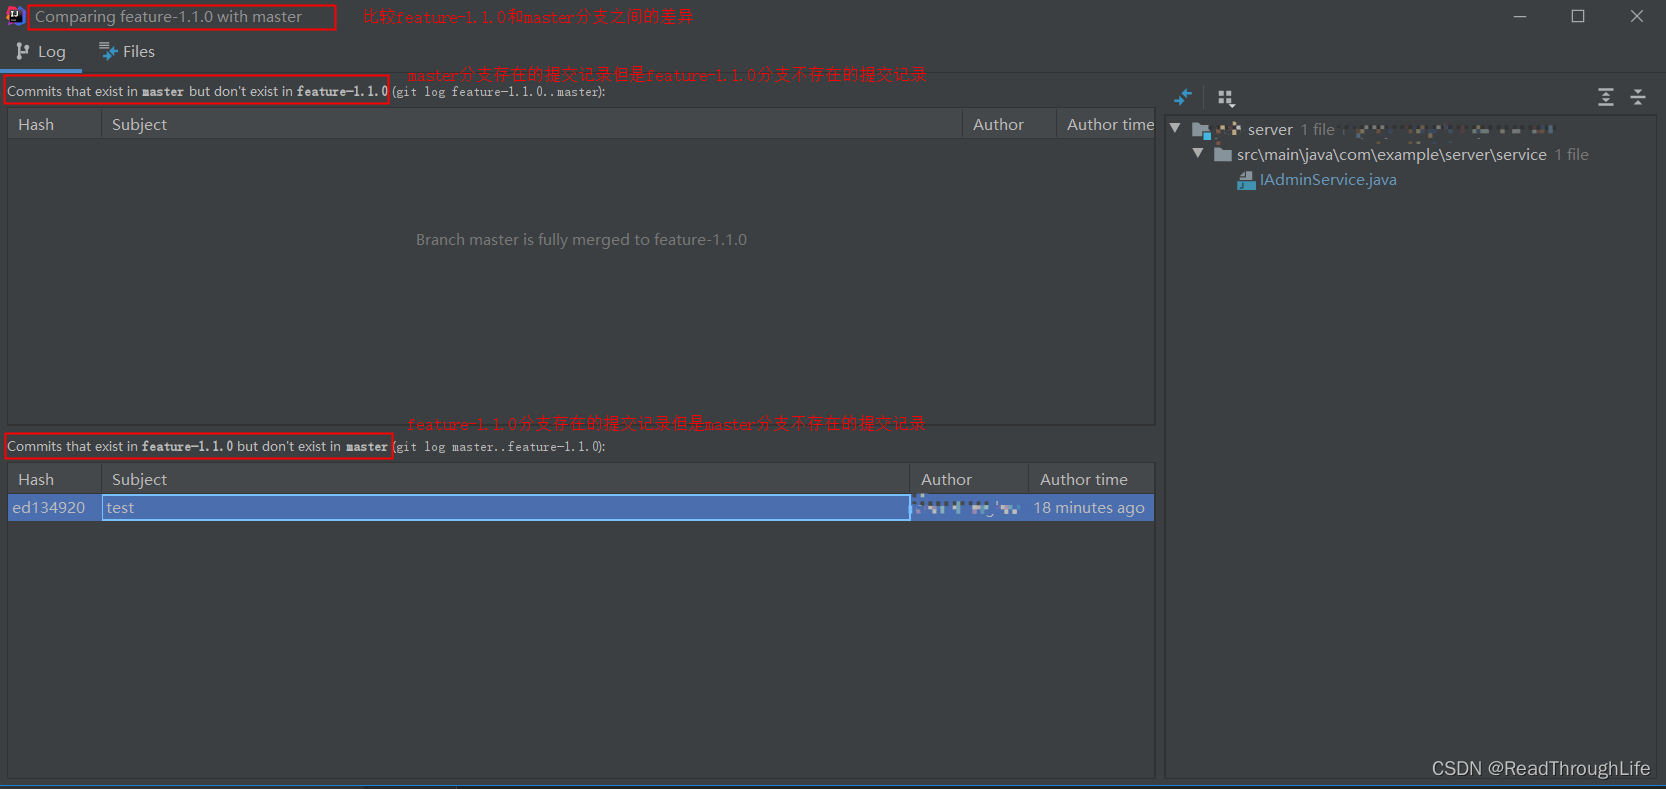 Comparing feature-1.1.0 with master
比较feature-1.1.0和master分支之间的差异
Log Files
master分支存在的提交记录但是feature-1.1.0分支不存在的提交记录
Commits that exist in master but don't exist in feature-1.1.0 (git log feature-1.1.0..master):
Hash Subject Author Author time
Branch master is fully merged to feature-1.1.0
feature-1.1.0分支存在的提交记录但是master分支不存在的提交记录
Commits that exist in feature-1.1.0 but don't exist in master (git log master..feature-1.1.0):
Hash Subject Author Author time
ed134920 test 18 minutes ago
server 1 file
src\main\java\com\example\server\service 1 file
IAdminService.java
CSDN @ReadThroughLife